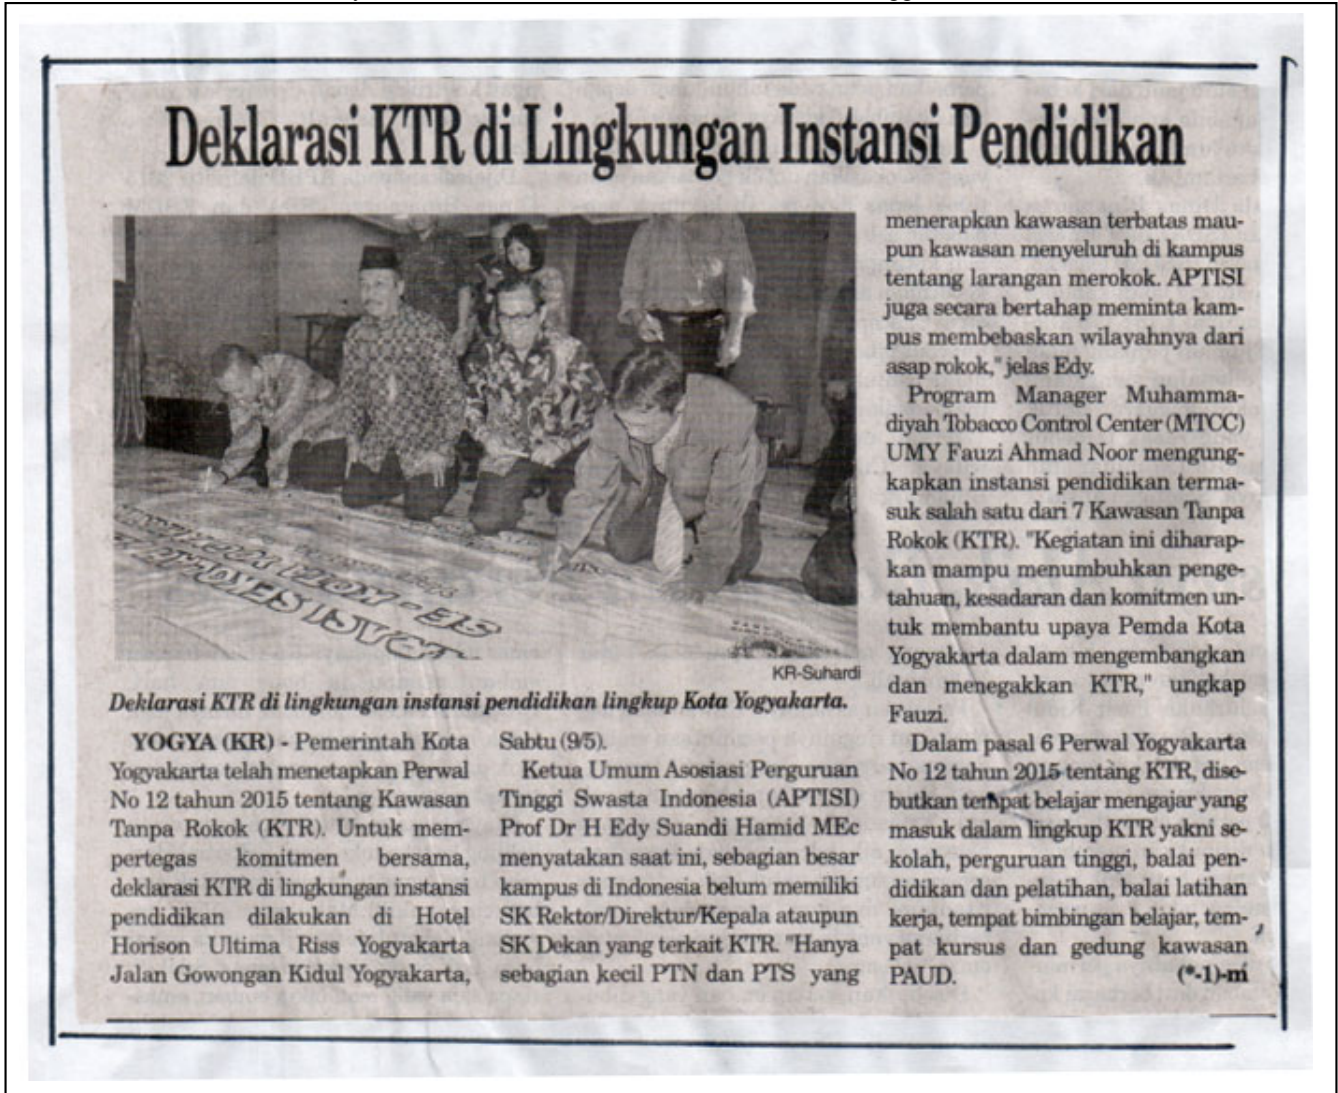 Deklarasi KTR di Lingkungan Instansi Pendidikan
KR-Suhardi
Deklarasi KTR di lingkungan instansi pendidikan lingkup Kota Yogyakarta.
YOGYA (KR) - Pemerintah Kota
Yogyakarta telah menetapkan Perwal
No 12 tahun 2015 tentang Kawasan
Tanpa Rokok (KTR). Untuk mem-
pertegas komitmen bersama,
deklarasi KTR di lingkungan instansi
pendidikan dilakukan di Hotel
Horison Ultima Riss Yogyakarta
Jalan Gowongan Kidul Yogyakarta,
Sabtu (9/5).
Ketua Umum Asosiasi Perguruan
Tinggi Swasta Indonesia (APTISI)
Prof Dr H Edy Suandi Hamid MEc
menyatakan saat ini, sebagian besar
kampus di Indonesia belum memiliki
SK Rektor/Direktur/Kepala ataupun
SK Dekan yang terkait KTR. "Hanya
sebagian kecil PTN dan PTS yang
menerapkan kawasan terbatas mau-
pun kawasan menyeluruh di kampus
tentang larangan merokok. APTISI
juga secara bertahap meminta kam-
pus membebaskan wilayahnya dari
asap rokok," jelas Edy.
Program Manager Muhamma-
diyah Tobacco Control Center (MTCC)
UMY Fauzi Ahmad Noor mengung-
kapkan instansi pendidikan terma-
suk salah satu dari 7 Kawasan Tanpa
Rokok (KTR). "Kegiatan ini diharap-
kan mampu menumbuhkan penge-
tahuan, kesadaran dan komitmen un-
tuk membantu upaya Pemda Kota
Yogyakarta dalam mengembangkan
dan menegakkan KTR," ungkap
Fauzi.
Dalam pasal 6 Perwal Yogyakarta
No 12 tahun 2015 tentang KTR, dise-
butkan tempat belajar mengajar yang
masuk dalam lingkup KTR yakni se-
kolah, perguruan tinggi, balai pen-
didikan dan pelatihan, balai latihan
kerja, tempat bimbingan belajar, tem-
pat kursus dan gedung kawasan
PAUD. (*-1)-m